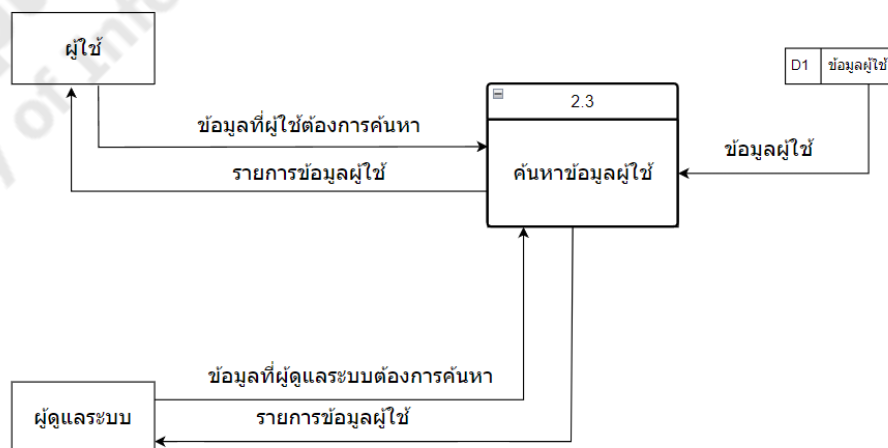 ผู้ใช้
D1 ข้อมูลผู้ใช้
2.3
ข้อมูลที่ผู้ใช้ต้องการค้นหา
ข้อมูลผู้ใช้
รายการข้อมูลผู้ใช้
ค้นหาข้อมูลผู้ใช้
ข้อมูลที่ผู้ดูแลระบบต้องการค้นหา
ผู้ดูแลระบบ
รายการข้อมูลผู้ใช้